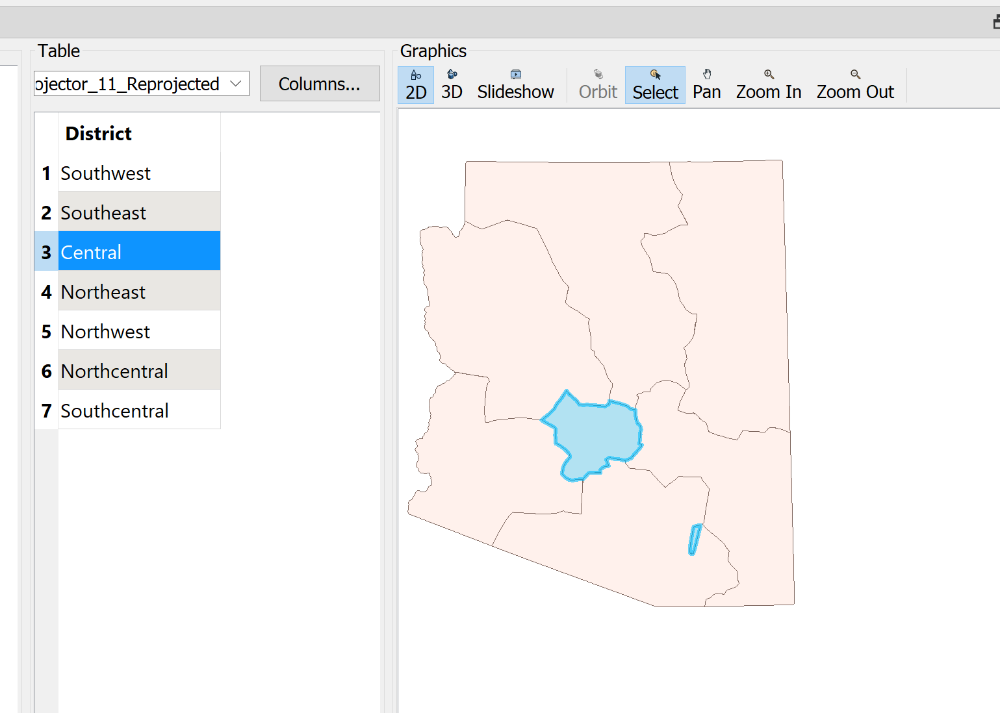 Table
ojector_11_Reprojected
Columns...
District
1 Southwest
2 Southeast
3 Central
4 Northeast
5 Northwest
6 Northcentral
7 Southcentral
Graphics
2D 3D Slideshow Orbit Select Pan Zoom In Zoom Out